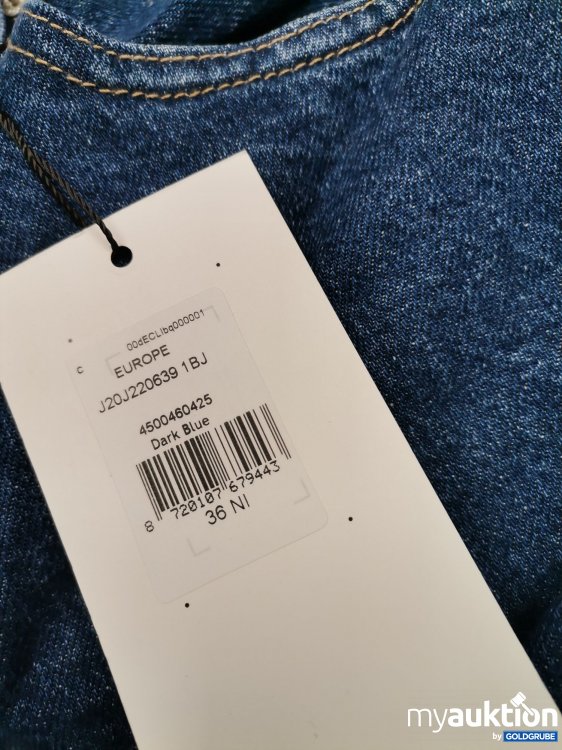 00dECLlbq000001
C
EUROPE
J20J220639 1BJ
4500460425
Dark Blue
8 720107 679443
36 NI
myauktion
by GOLDGRUBE